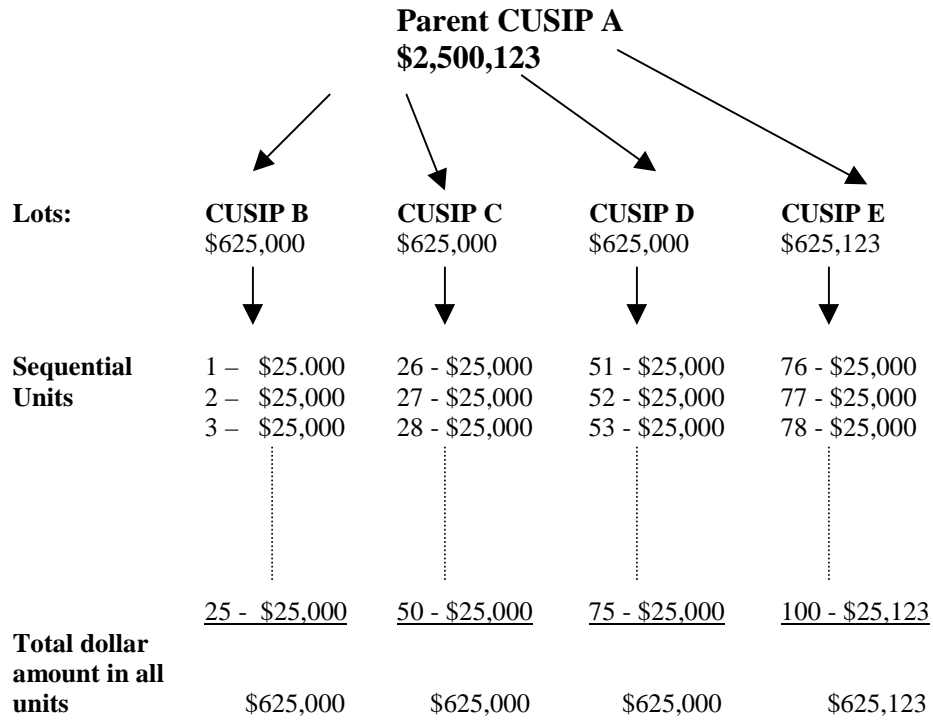 Parent CUSIP A
$2,500,123
Lots: CUSIP B CUSIP C CUSIP D CUSIP E
$625,000 $625,000 $625,000 $625,123
Sequential 1 – $25.000 26 - $25,000 51 - $25,000 76 - $25,000
Units 2 – $25,000 27 - $25,000 52 - $25,000 77 - $25,000
3 – $25,000 28 - $25,000 53 - $25,000 78 - $25,000
25 - $25,000 50 - $25,000 75 - $25,000 100 - $25,123
Total dollar
amount in all
units $625,000 $625,000 $625,000 $625,123